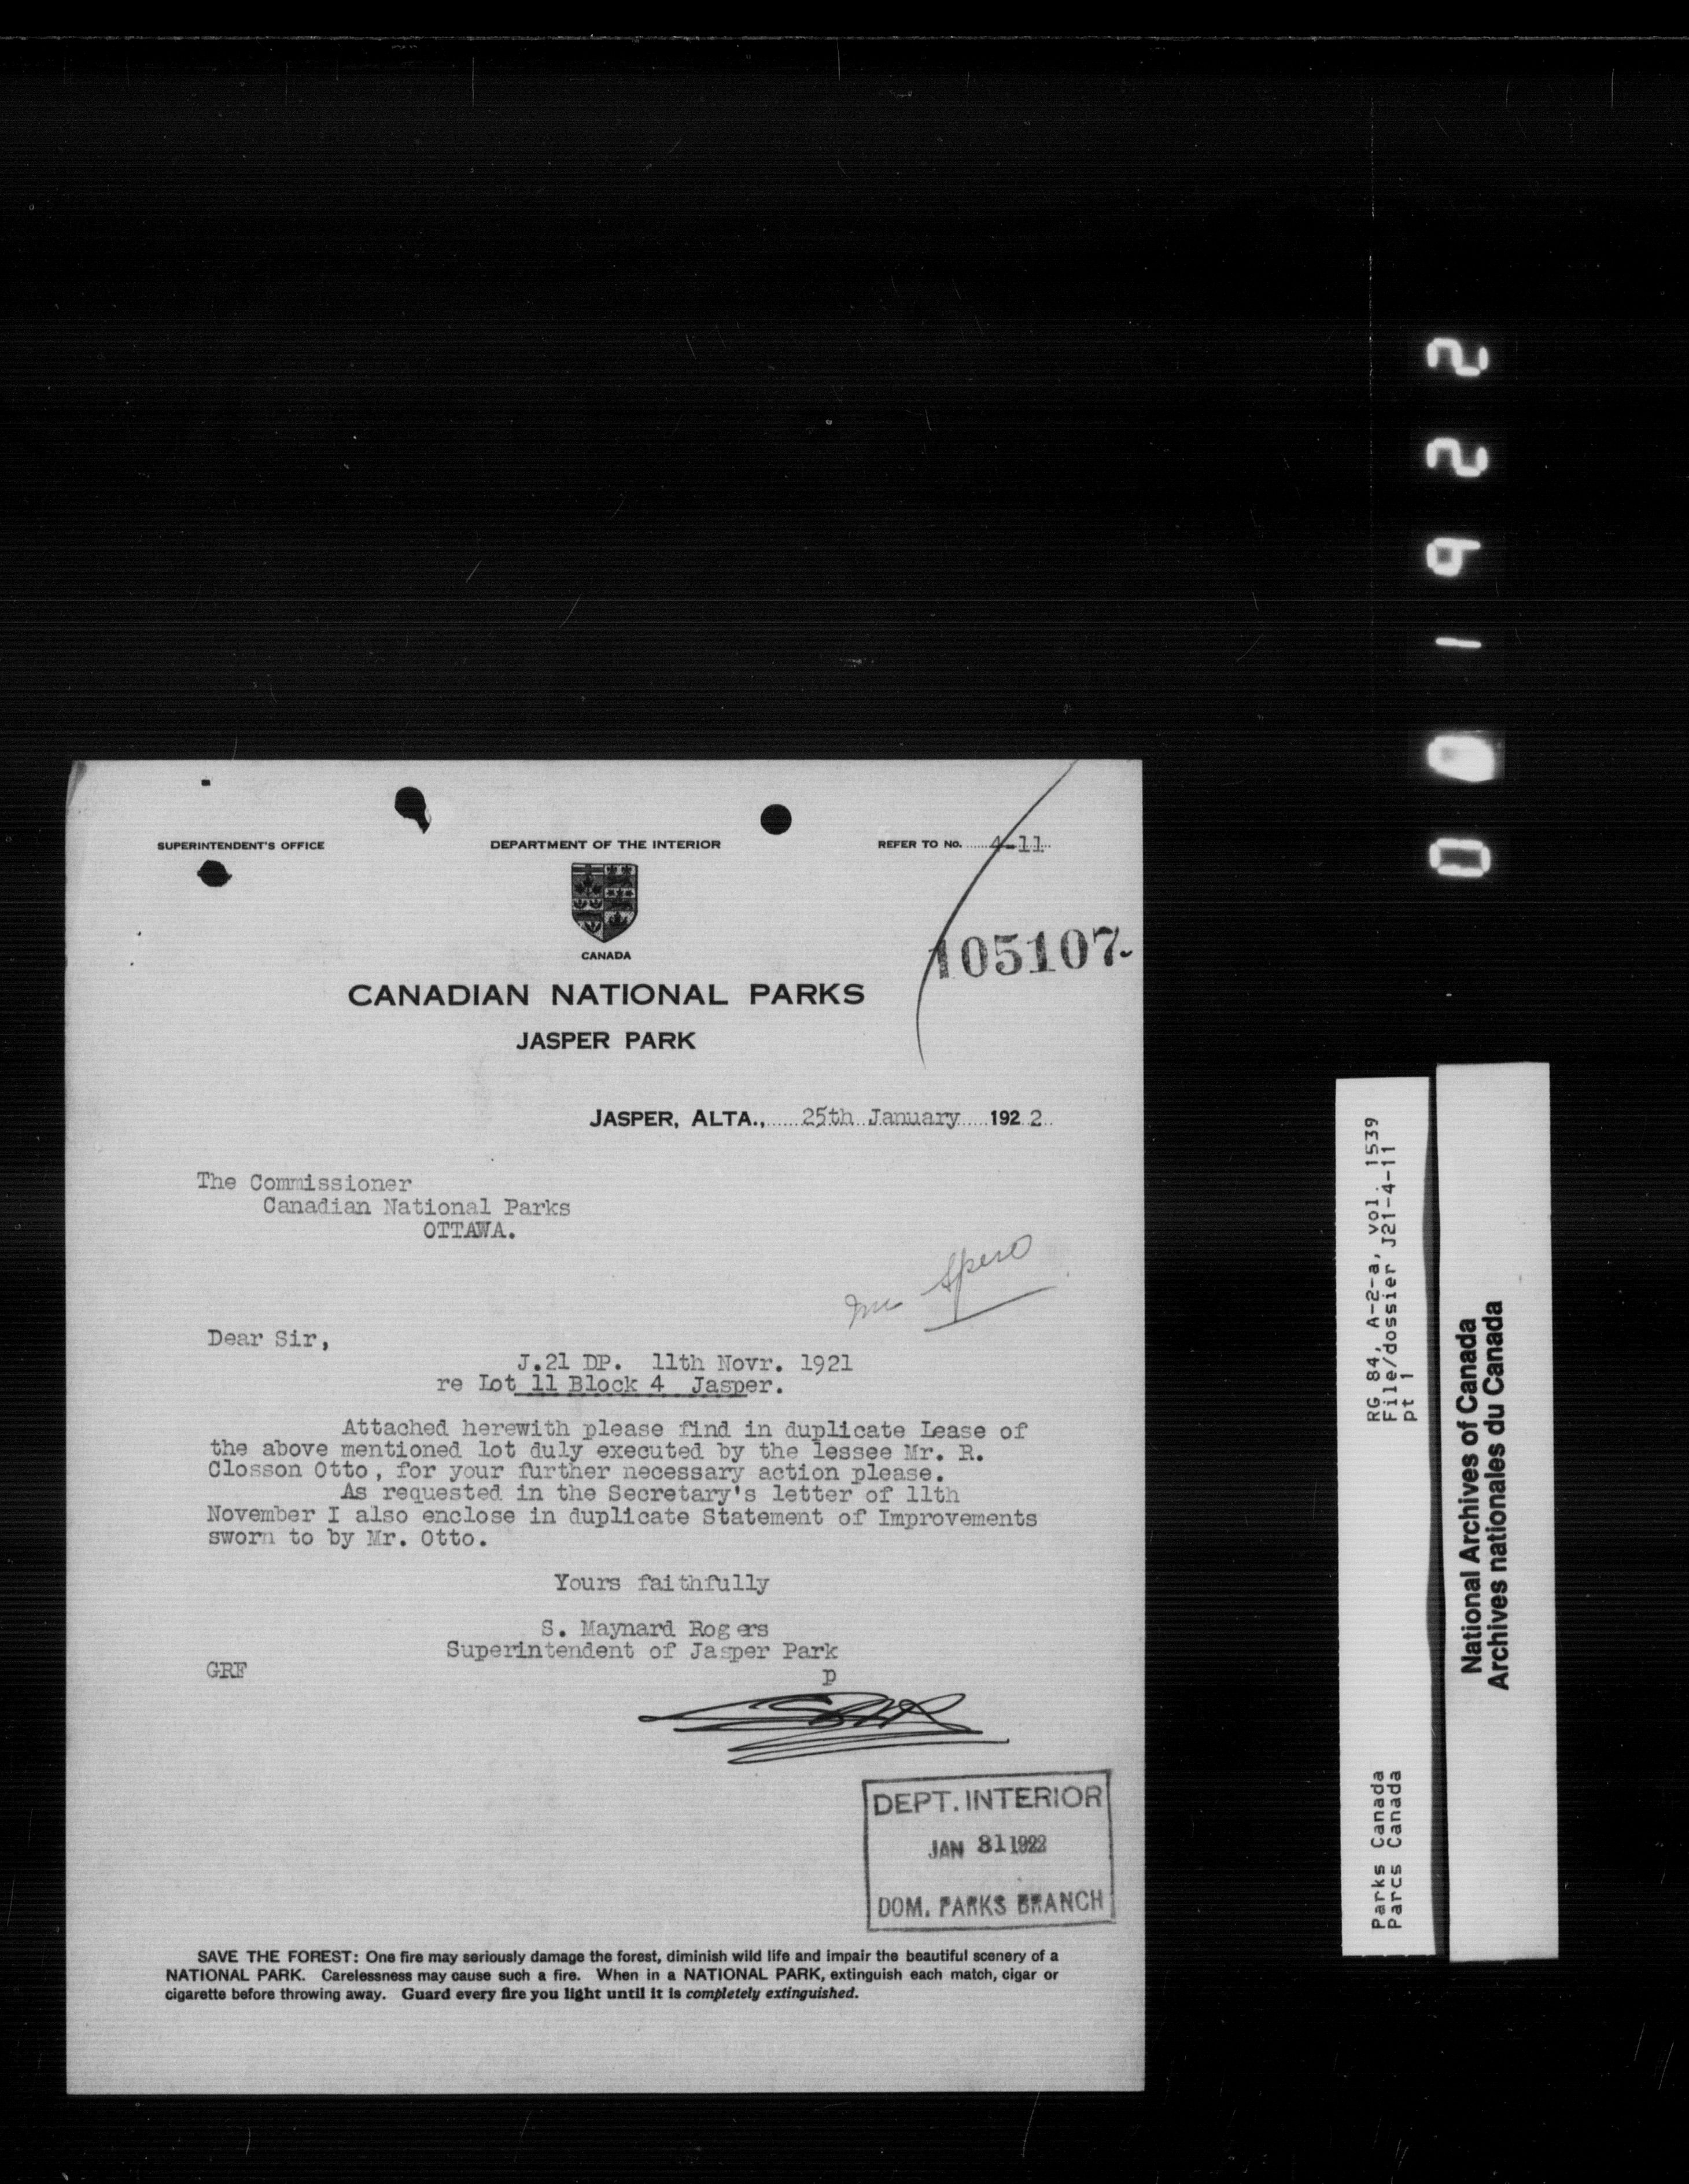 SUPERINTENDENT'S OFFICE
DEPARTMENT OF THE INTERIOR
REFER TO No. 4-11
CANADA
105107
CANADIAN NATIONAL PARKS
JASPER PARK
JASPER, ALTA., 25th January 1922
The Commissioner
Canadian National Parks
OTTAWA.
Spero
Dear Sir,
J.21 DP. 11th Novr. 1921
re Lot 11 Block 4 Jasper.
Attached herewith please find in duplicate Lease of
the above mentioned lot duly executed by the lessee Mr. R.
Closson Otto, for your further necessary action please.
As requested in the Secretary's letter of 11th
November I also enclose in duplicate Statement of Improvements
sworn to by Mr. Otto.
Yours faithfully
S. Maynard Rogers
Superintendent of Jasper Park
GRF
p
SMR
DEPT. INTERIOR
JAN 31 1922
DOM. PARKS BRANCH
SAVE THE FOREST: One fire may seriously damage the forest, diminish wild life and impair the beautiful scenery of a
NATIONAL PARK. Carelessness may cause such a fire. When in a NATIONAL PARK, extinguish each match, cigar or
cigarette before throwing away. Guard every fire you light until it is completely extinguished.
001922
RG 84, A-2-a, vol. 1539
File/dossier J21-4-11
pt 1
Parks Canada
Parcs Canada
National Archives of Canada
Archives nationales du Canada